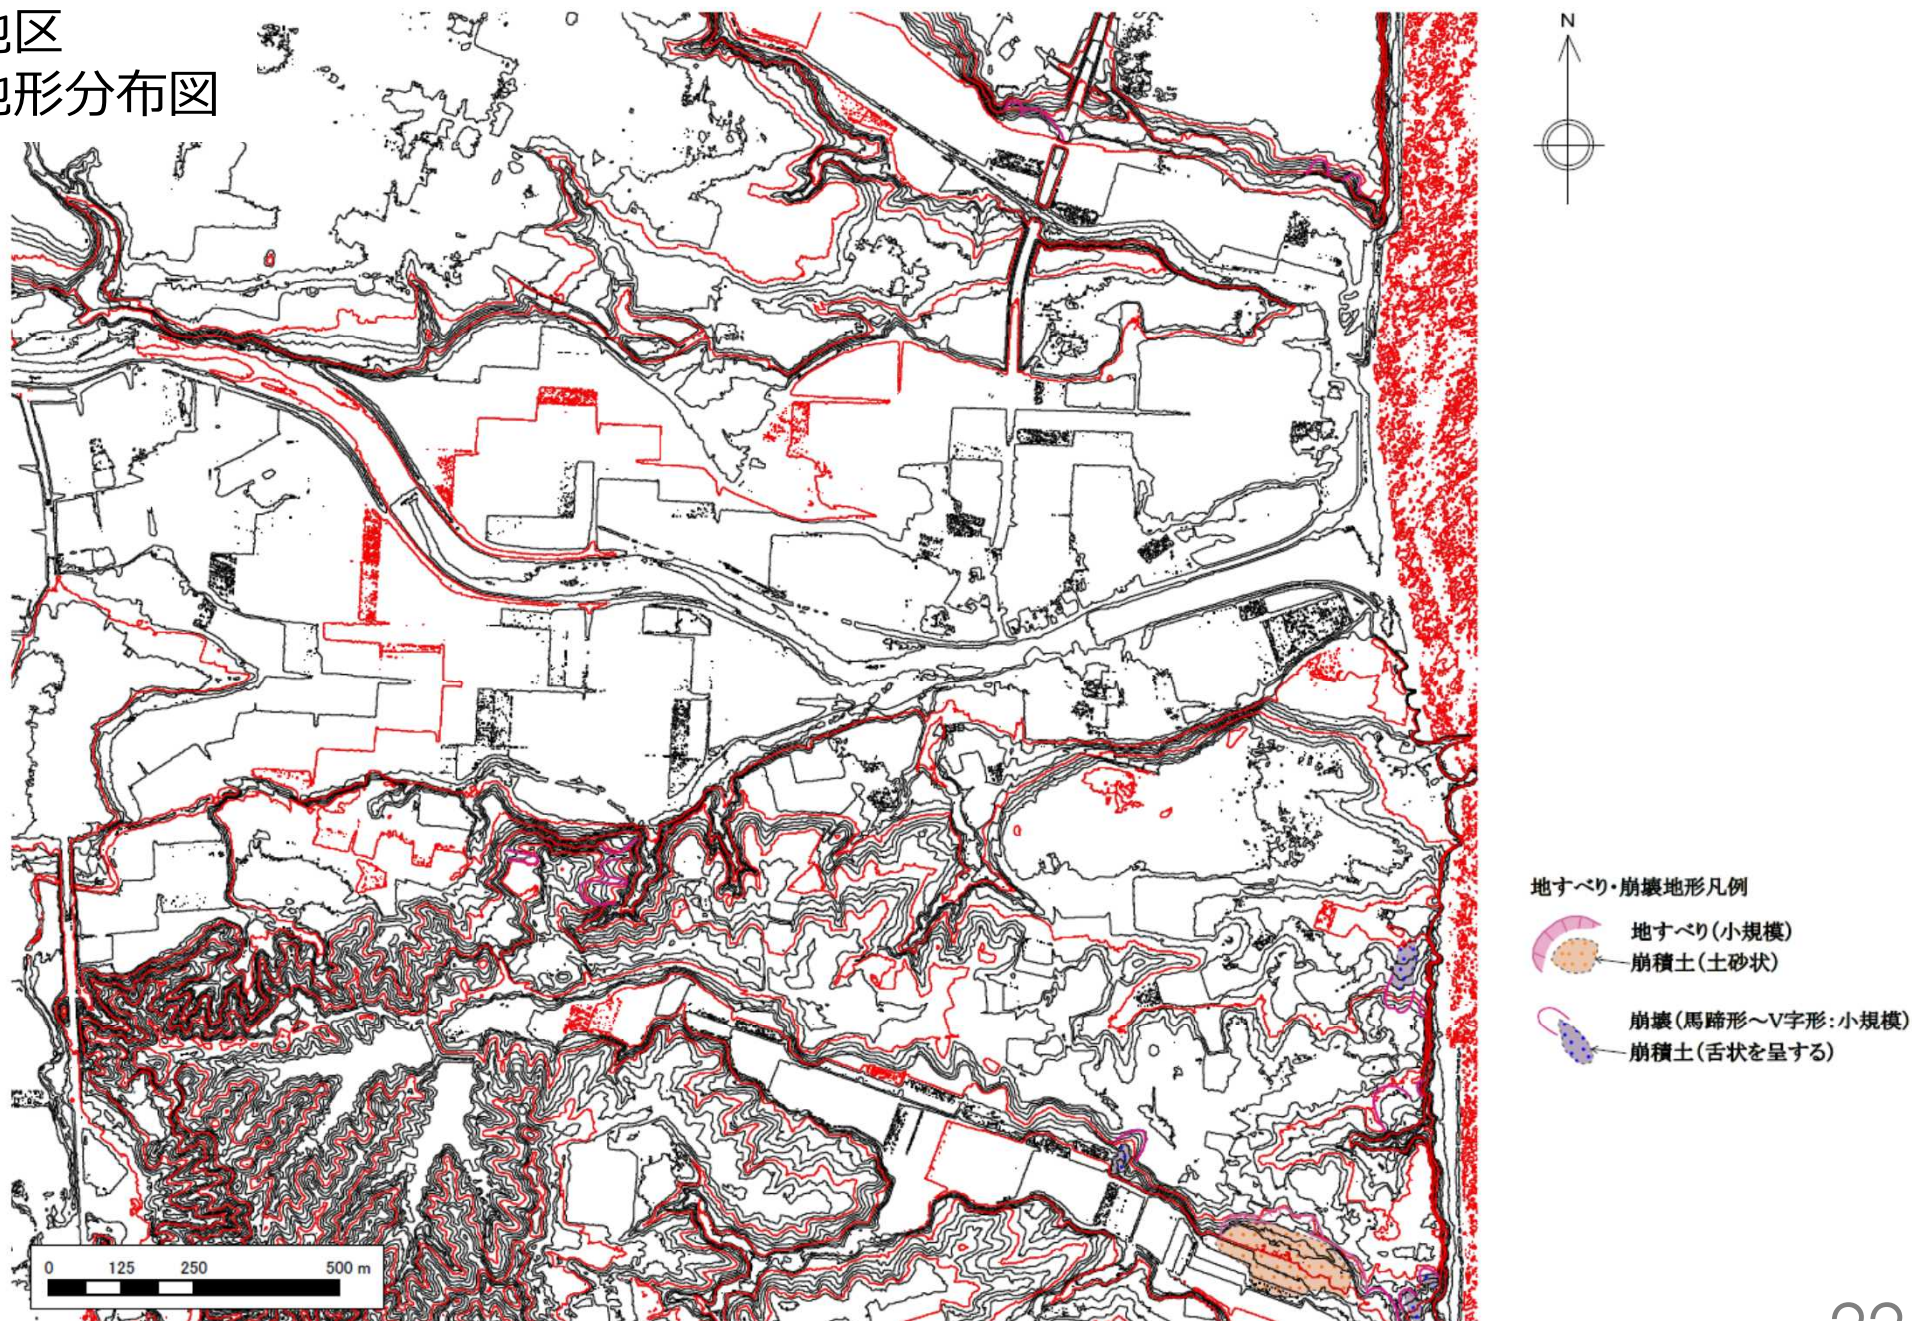 地区
地形分布図
N
地すべり・崩壊地形凡例
地すべり(小規模)
崩積土(土砂状)
崩壊(馬蹄形～V字形:小規模)
崩積土(舌状を呈する)
0 125 250 500 m